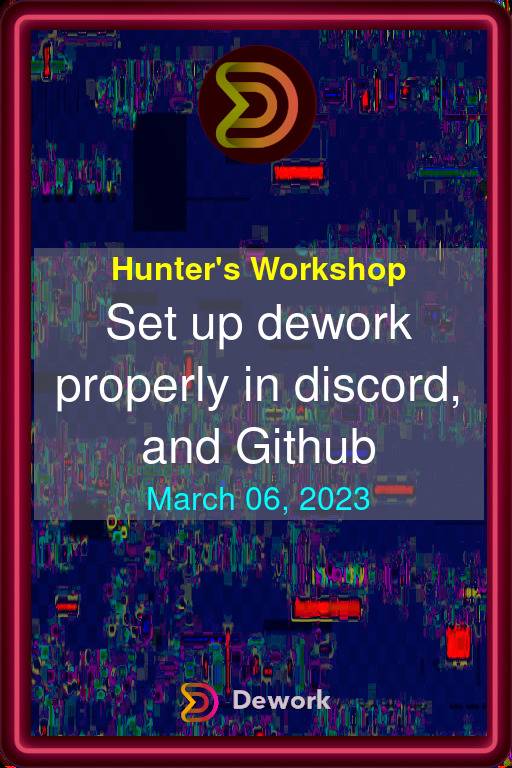 Hunter's Workshop
Set up dework
properly in discord,
and Github
March 06, 2023
Dework